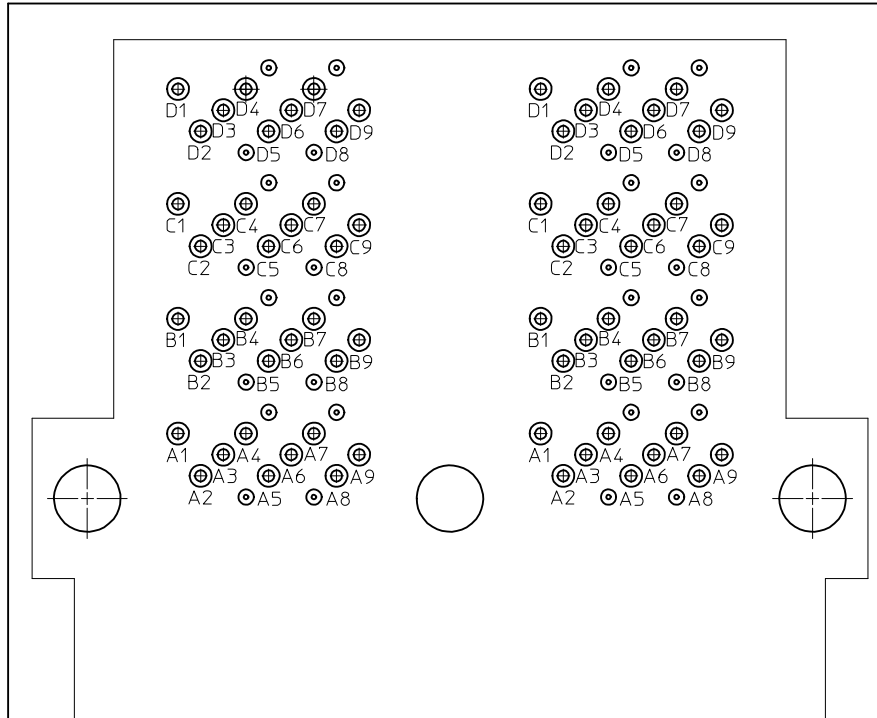 D1 D4 D7 D1 D4 D7
D3 D6 D9 D3 D6 D9
D2 D5 D8 D2 D5 D8
C1 C4 C7 C1 C4 C7
C3 C6 C9 C3 C6 C9
C2 C5 C8 C2 C5 C8
B1 B4 B7 B1 B4 B7
B3 B6 B9 B3 B6 B9
B2 B5 B8 B2 B5 B8
A1 A4 A7 A1 A4 A7
A3 A6 A9 A3 A6 A9
A2 A5 A8 A2 A5 A8